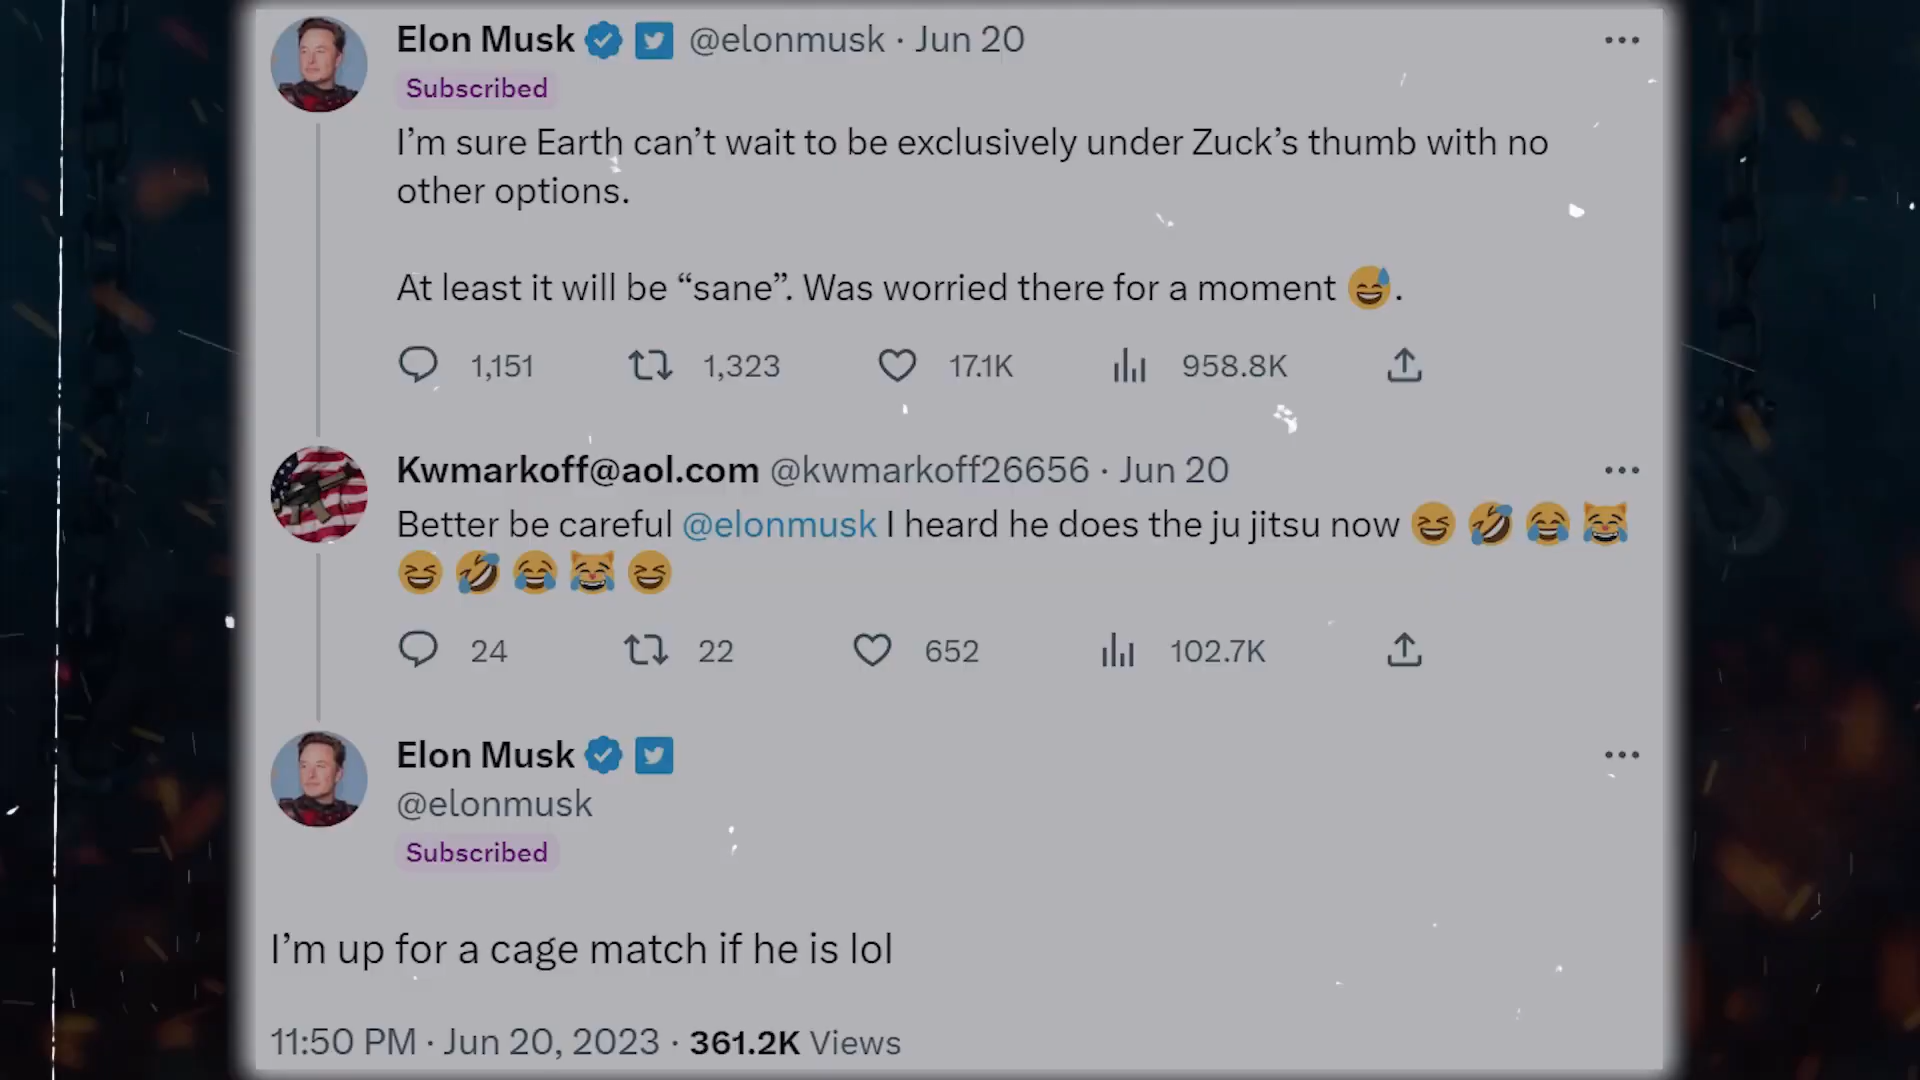 Elon Musk @elonmusk · Jun 20
Subscribed
I’m sure Earth can’t wait to be exclusively under Zuck’s thumb with no
other options.
At least it will be “sane”. Was worried there for a moment 😅.
1,151 1,323 17.1K 958.8K
Kwmarkoff@aol.com @kwmarkoff26656 · Jun 20
Better be careful @elonmusk I heard he does the ju jitsu now 😆 🤣 😂 😹
😆 🤣 😂 😹 😆
24 22 652 102.7K
Elon Musk
@elonmusk
Subscribed
I’m up for a cage match if he is lol
11:50 PM · Jun 20, 2023 · 361.2K Views